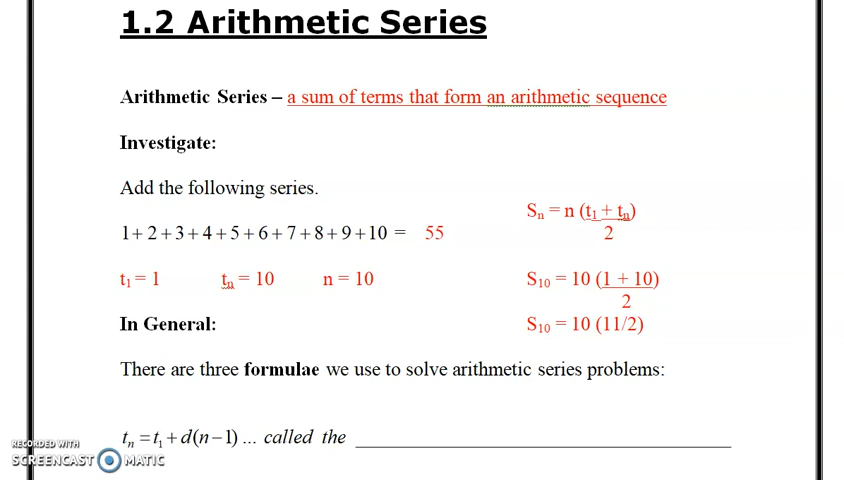 1.2 Arithmetic Series
Arithmetic Series – a sum of terms that form an arithmetic sequence
Investigate:
Add the following series.
Sₙ = n (t₁ + tₙ)
2
1+ 2 + 3 + 4 + 5 + 6 + 7 + 8 + 9 + 10 = 55
t₁ = 1 tₙ = 10 n = 10
S₁₀ = 10 (1 + 10)
2
In General:
S₁₀ = 10 (11/2)
There are three formulae we use to solve arithmetic series problems:
tₙ = t₁ + d(n−1) ... called the ____________________
RECORDED WITH
SCREENCAST MATIC